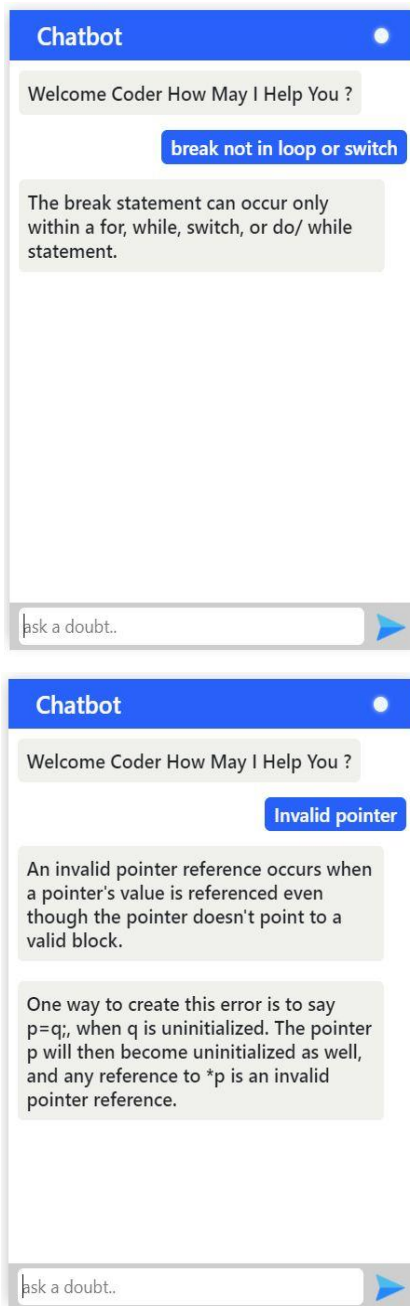 Chatbot
Welcome Coder How May I Help You ?
break not in loop or switch
The break statement can occur only
within a for, while, switch, or do/ while
statement.
ask a doubt..
Chatbot
Welcome Coder How May I Help You ?
Invalid pointer
An invalid pointer reference occurs when
a pointer's value is referenced even
though the pointer doesn't point to a
valid block.
One way to create this error is to say
p=q;, when q is uninitialized. The pointer
p will then become uninitialized as well,
and any reference to *p is an invalid
pointer reference.
ask a doubt..